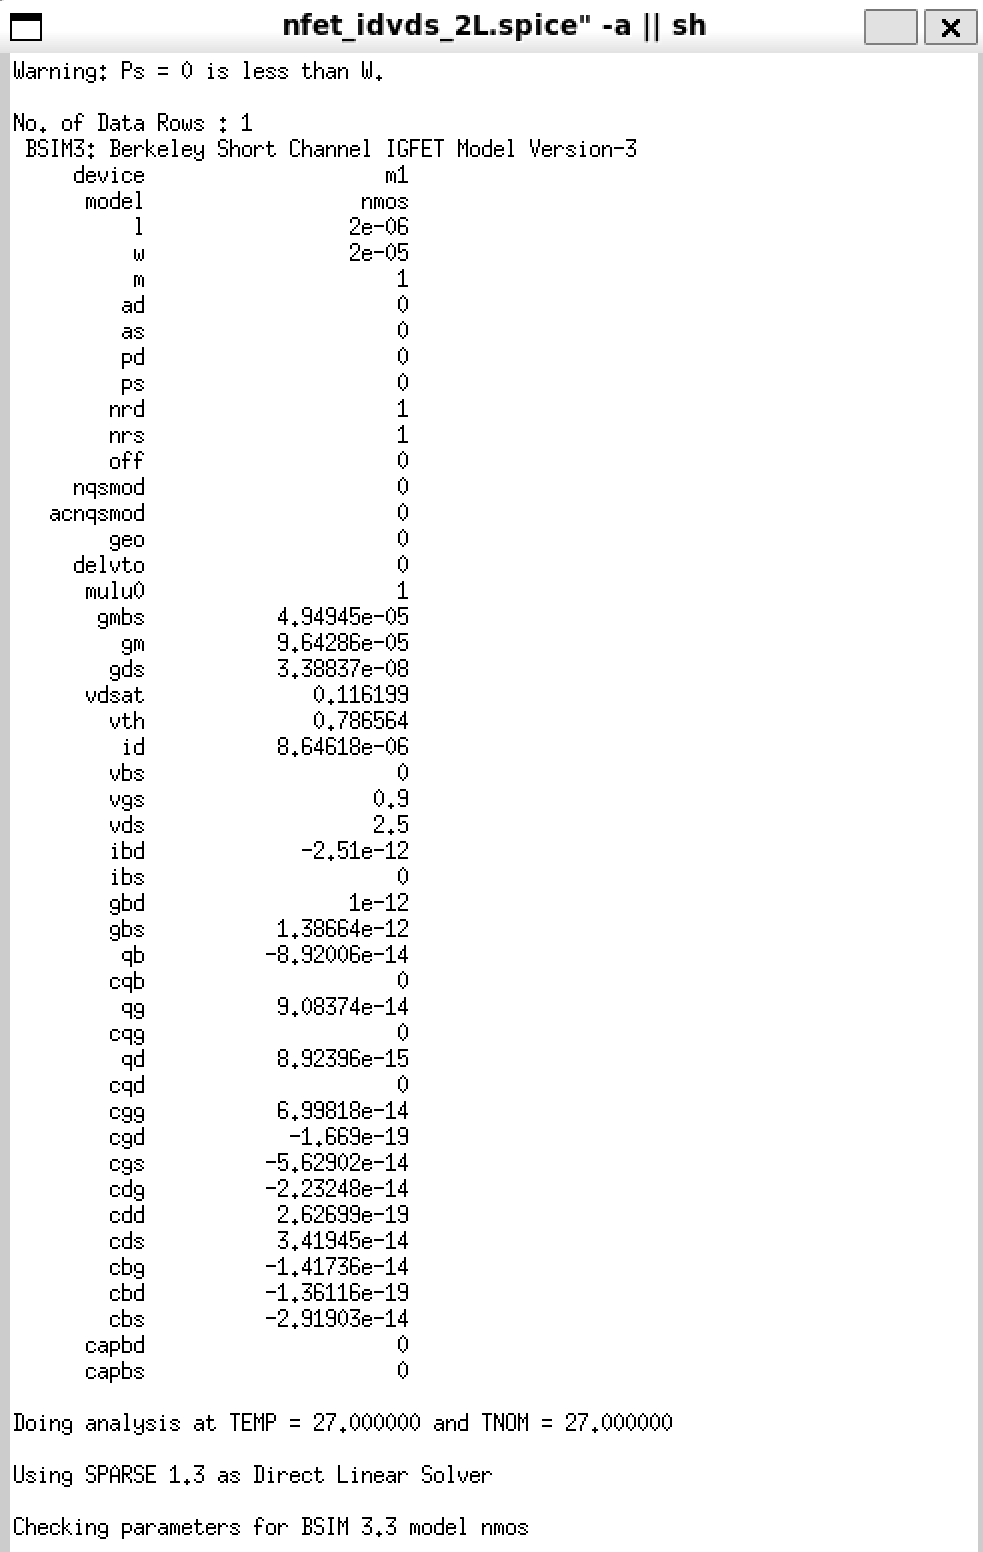 nfet_idvds_2L.spice" -a || sh
Warning: Ps = 0 is less than W.
No. of Data Rows : 1
BSIM3: Berkeley Short Channel IGFET Model Version-3
device m1
model nmos
l 2e-06
w 2e-05
m 1
ad 0
as 0
pd 0
ps 0
nrd 1
nrs 1
off 0
nqsmod 0
acnqsmod 0
geo 0
delvto 0
mulu0 1
gmbs 4.94945e-05
gm 9.64286e-05
gds 3.38837e-08
vdsat 0.116199
vth 0.786564
id 8.64618e-06
vbs 0
vgs 0.9
vds 2.5
ibd -2.51e-12
ibs 0
gbd 1e-12
gbs 1.38664e-12
qb -8.92006e-14
cqb 0
qg 9.08374e-14
cqg 0
qd 8.92396e-15
cqd 0
cgg 6.99818e-14
cgd -1.669e-19
cgs -5.62902e-14
cdg -2.23248e-14
cdd 2.62699e-19
cds 3.41945e-14
cbg -1.41736e-14
cbd -1.36116e-19
cbs -2.91903e-14
capbd 0
capbs 0
Doing analysis at TEMP = 27.000000 and TNOM = 27.000000
Using SPARSE 1.3 as Direct Linear Solver
Checking parameters for BSIM 3.3 model nmos